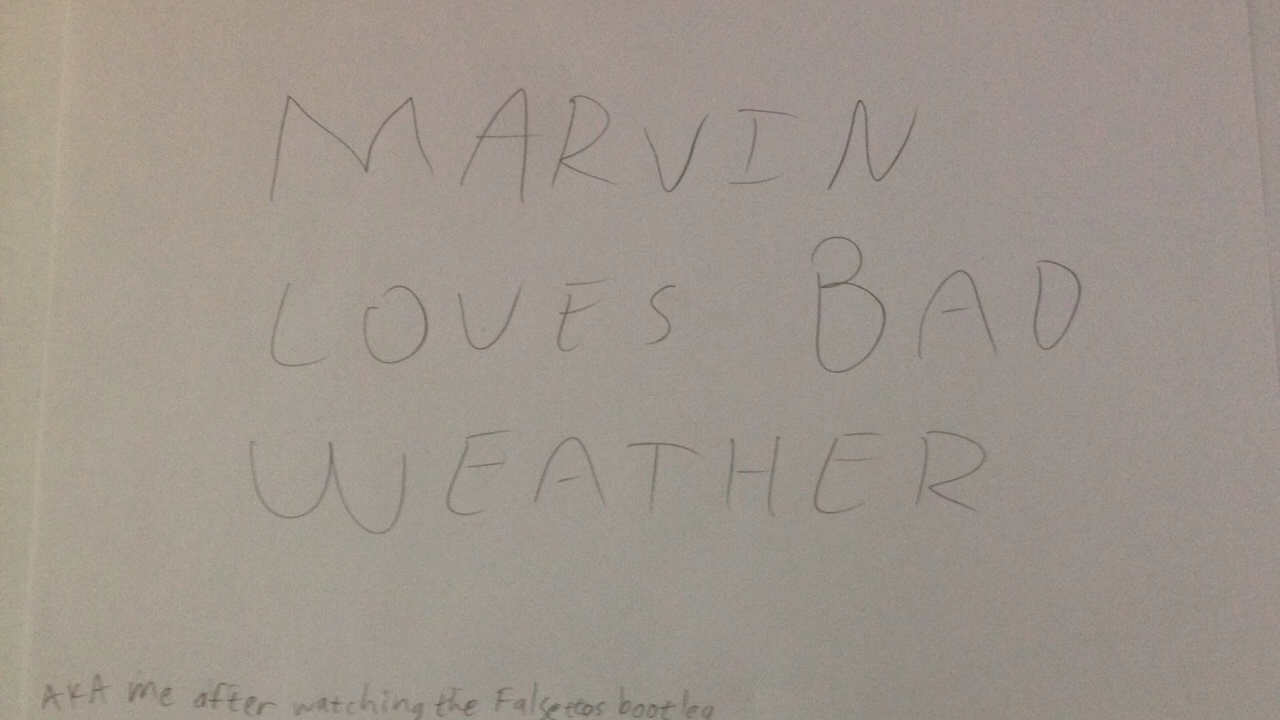 MARVIN
LOVES BAD
WEATHER
AKA me after watching the Falsettos bootleg